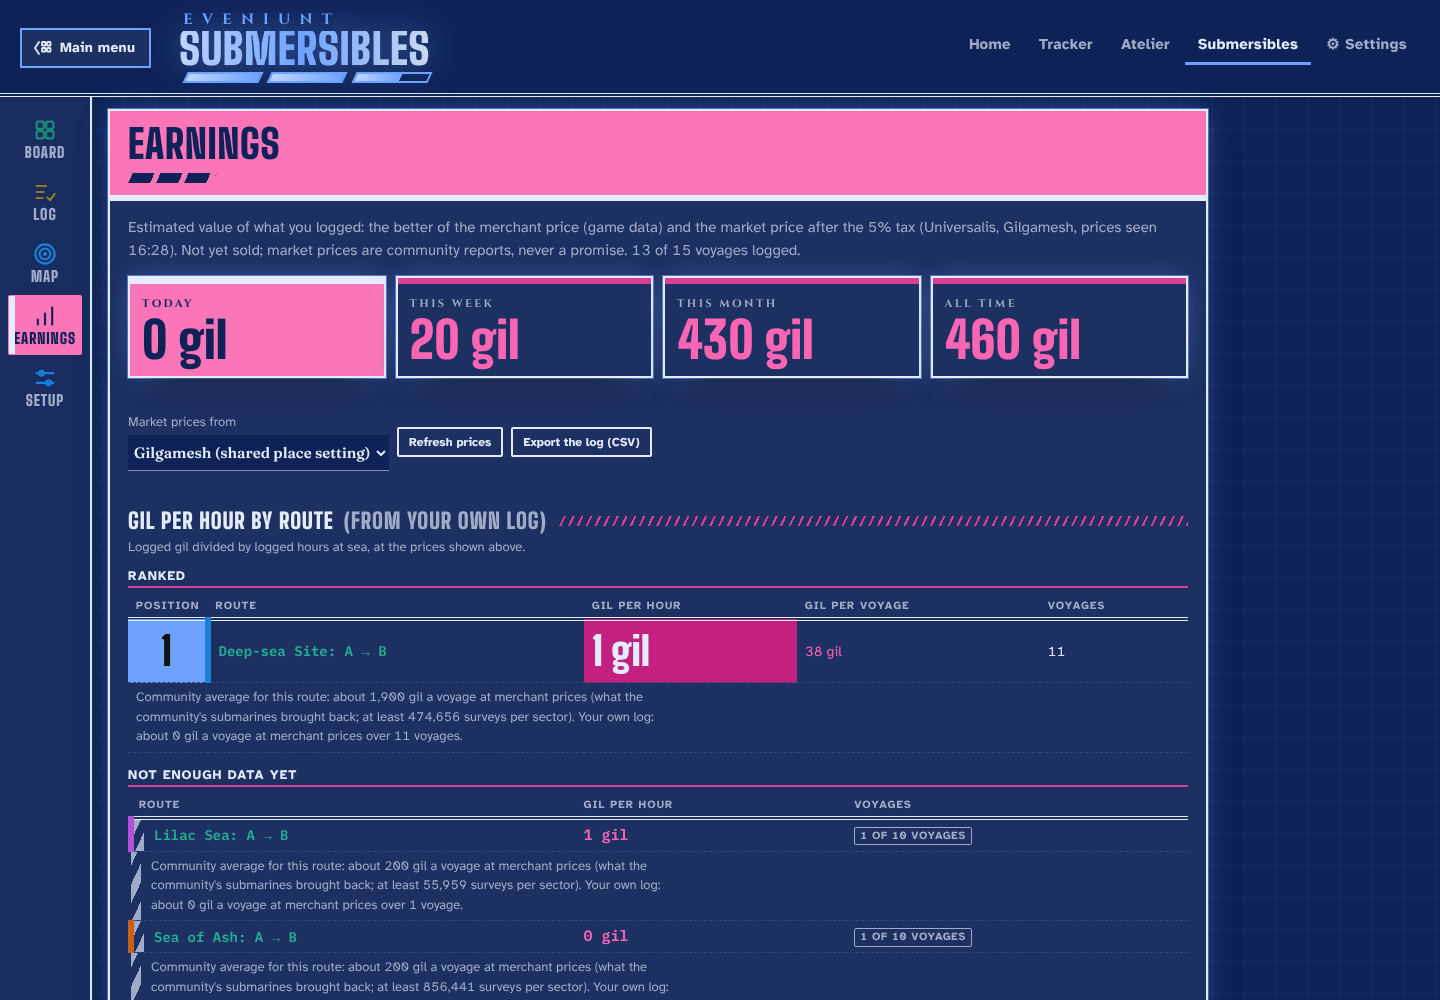 Main menu
EVENIUNT
SUBMERSIBLES
Home
Tracker
Atelier
Submersibles
⚙ Settings
BOARD
LOG
MAP
EARNINGS
SETUP
EARNINGS
Estimated value of what you logged: the better of the merchant price (game data) and the market price after the 5% tax (Universalis, Gilgamesh, prices seen
16:28). Not yet sold; market prices are community reports, never a promise. 13 of 15 voyages logged.
TODAY
0 gil
THIS WEEK
20 gil
THIS MONTH
430 gil
ALL TIME
460 gil
Market prices from
Gilgamesh (shared place setting)
Refresh prices
Export the log (CSV)
GIL PER HOUR BY ROUTE (FROM YOUR OWN LOG)
Logged gil divided by logged hours at sea, at the prices shown above.
RANKED
POSITION ROUTE GIL PER HOUR GIL PER VOYAGE VOYAGES
1 Deep-sea Site: A → B 1 gil 38 gil 11
Community average for this route: about 1,900 gil a voyage at merchant prices (what the
community's submarines brought back; at least 474,656 surveys per sector). Your own log:
about 0 gil a voyage at merchant prices over 11 voyages.
NOT ENOUGH DATA YET
ROUTE GIL PER HOUR VOYAGES
Lilac Sea: A → B 1 gil 1 OF 10 VOYAGES
Community average for this route: about 200 gil a voyage at merchant prices (what the
community's submarines brought back; at least 55,959 surveys per sector). Your own log:
about 0 gil a voyage at merchant prices over 1 voyage.
Sea of Ash: A → B 0 gil 1 OF 10 VOYAGES
Community average for this route: about 200 gil a voyage at merchant prices (what the
community's submarines brought back; at least 856,441 surveys per sector). Your own log: